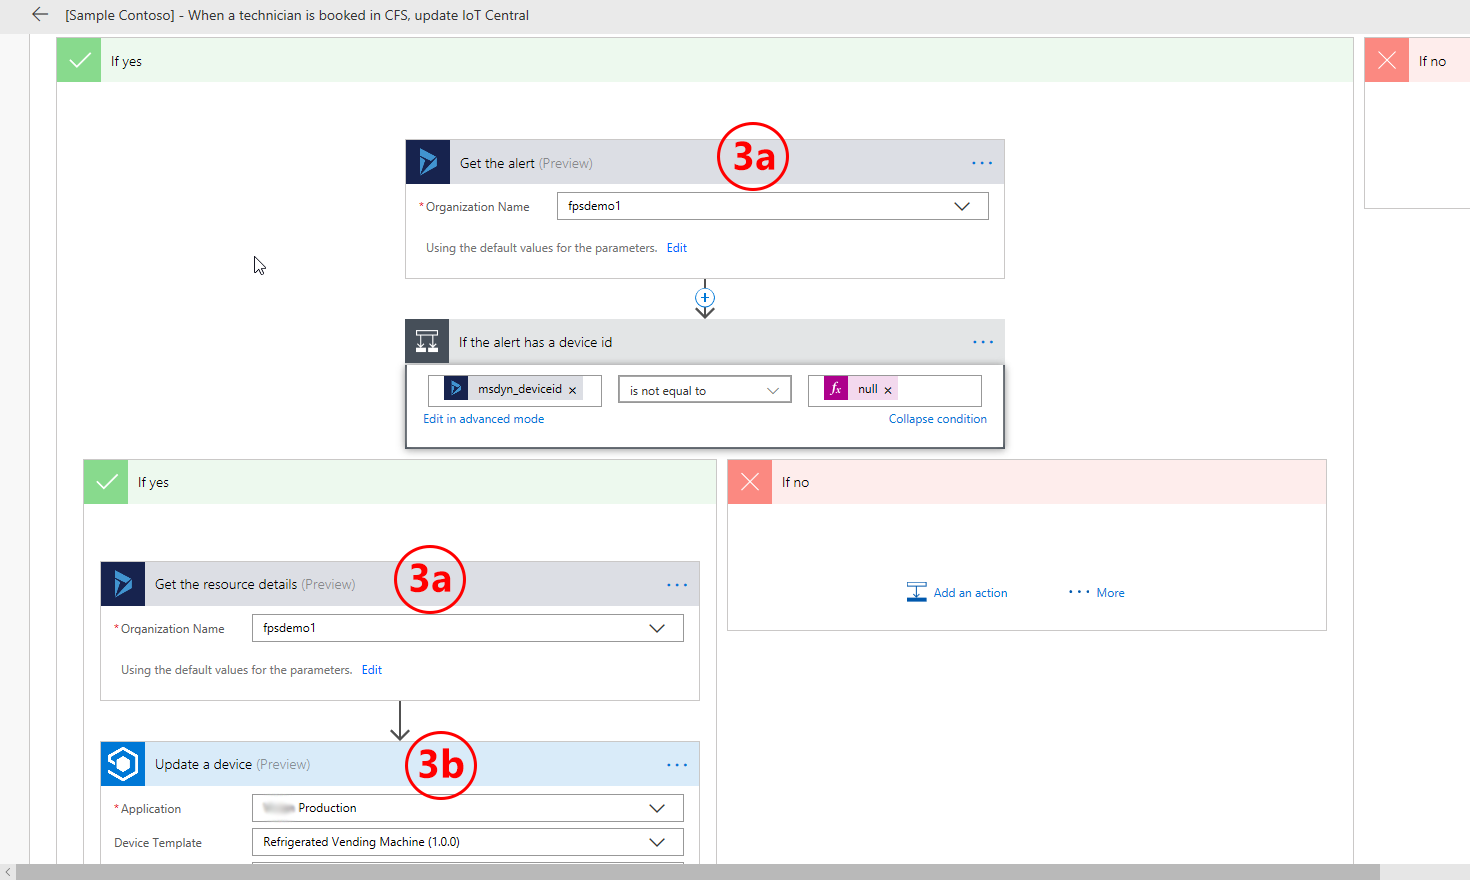 [Sample Contoso] - When a technician is booked in CFS, update IoT Central
If yes
If no
Get the alert (Preview)
3a
* Organization Name
fpsdemo1
Using the default values for the parameters. Edit
If the alert has a device id
msdyn_deviceid
is not equal to
fx null
Edit in advanced mode
Collapse condition
If yes
If no
Get the resource details (Preview)
3a
* Organization Name
fpsdemo1
Using the default values for the parameters. Edit
Add an action
More
Update a device (Preview)
3b
* Application
Production
Device Template
Refrigerated Vending Machine (1.0.0)